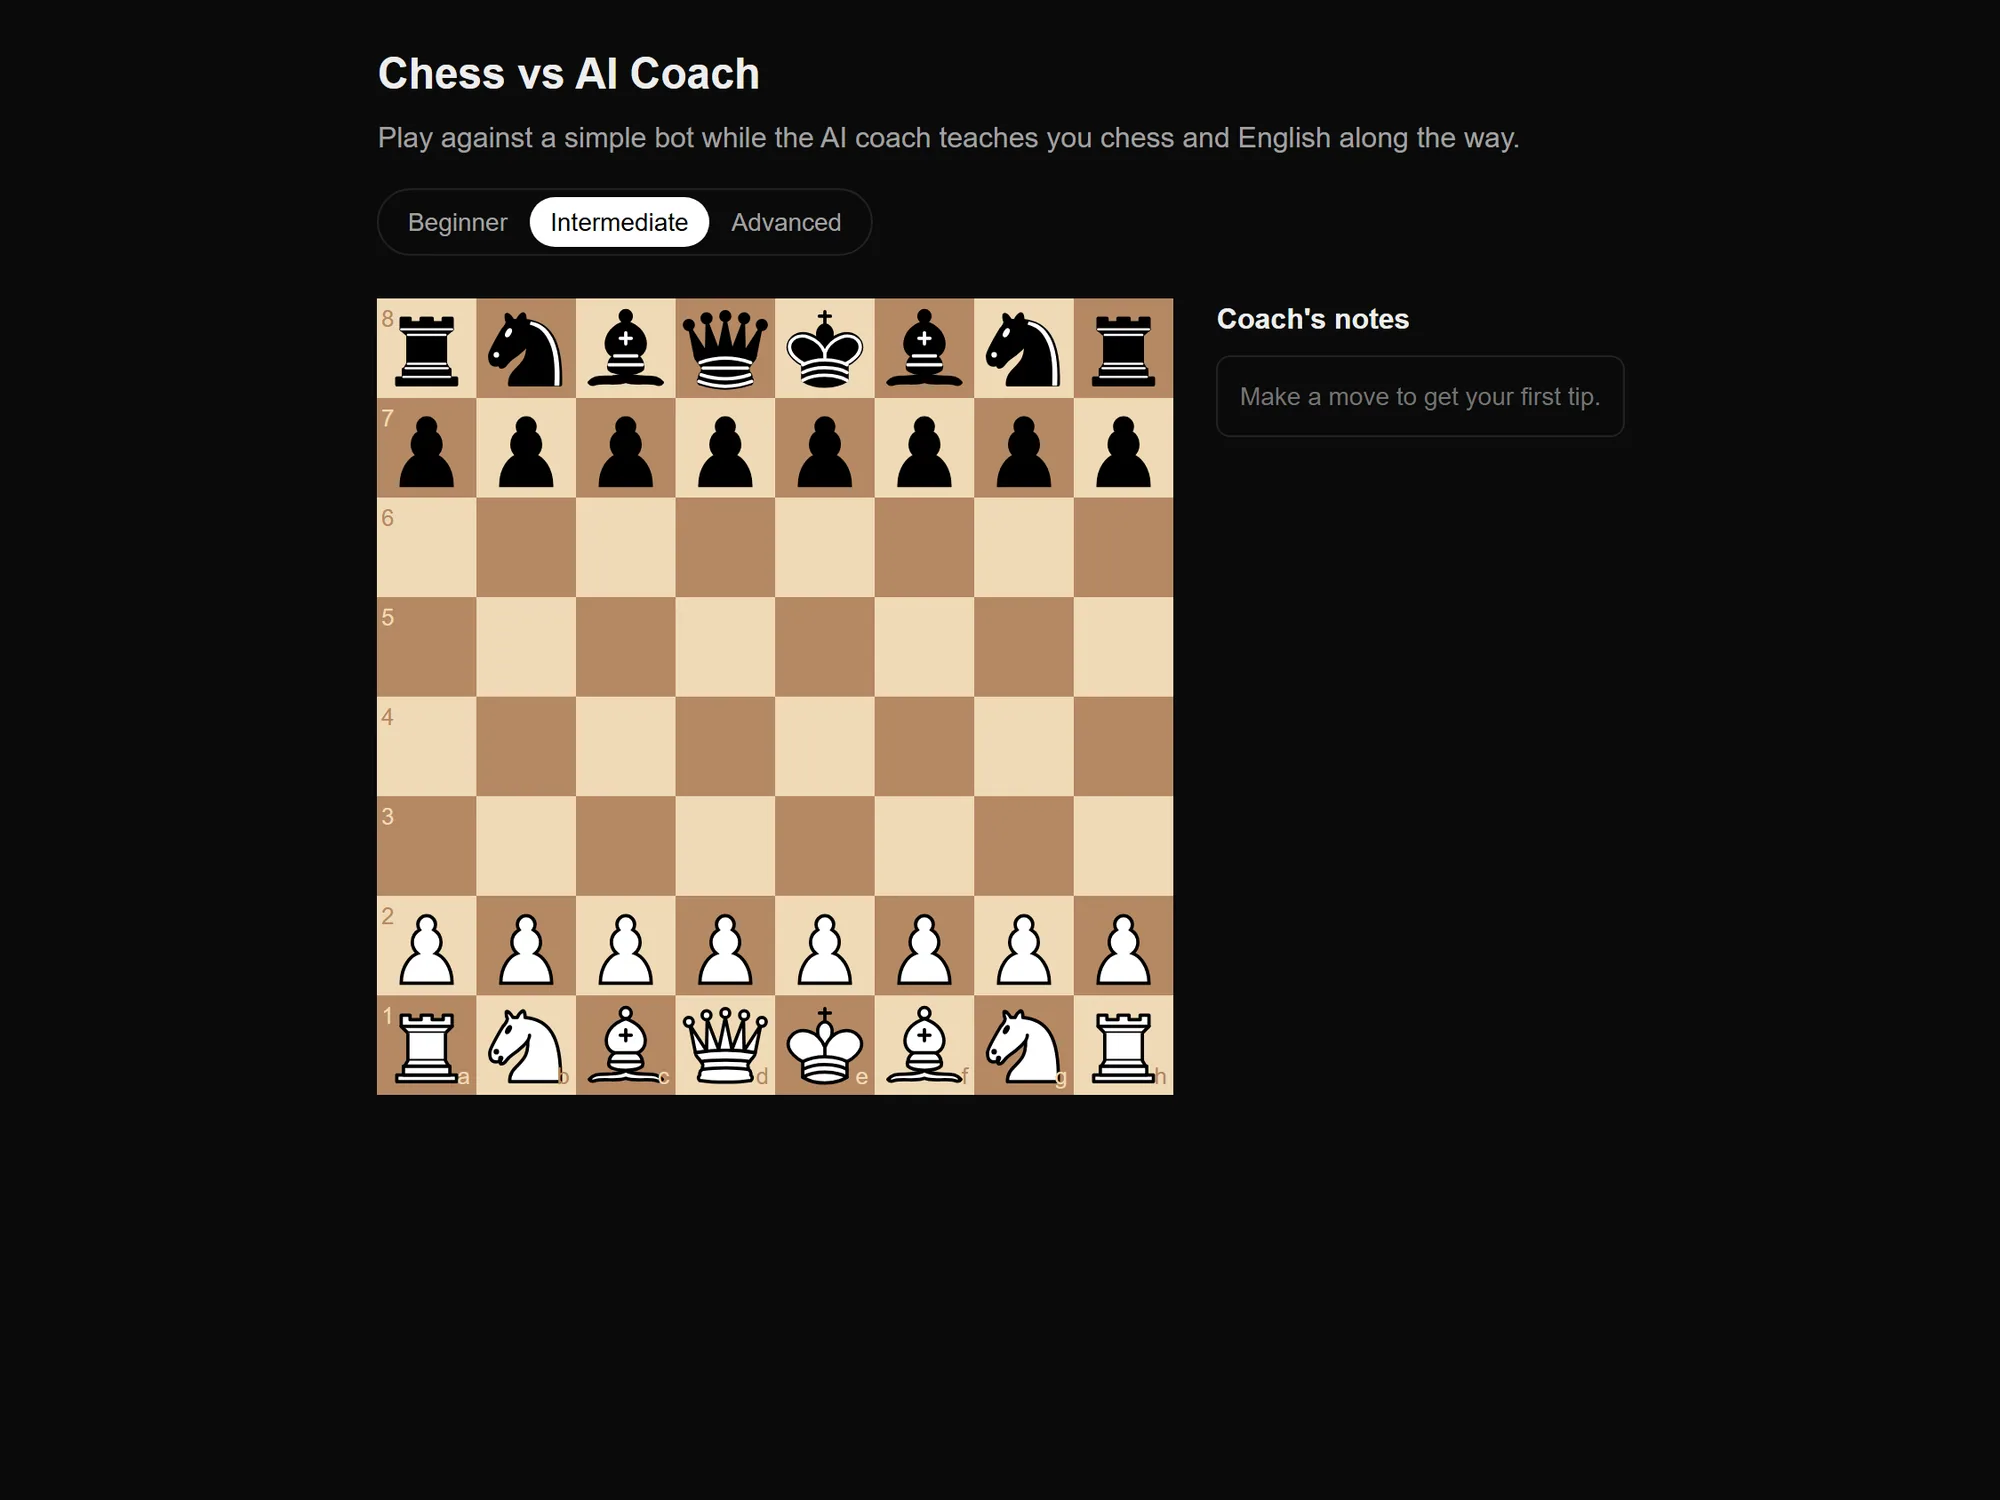 Chess vs AI Coach
Play against a simple bot while the AI coach teaches you chess and English along the way.
Beginner Intermediate Advanced
Coach's notes
Make a move to get your first tip.
8
7
6
5
4
3
2
1
a b c d e f g h